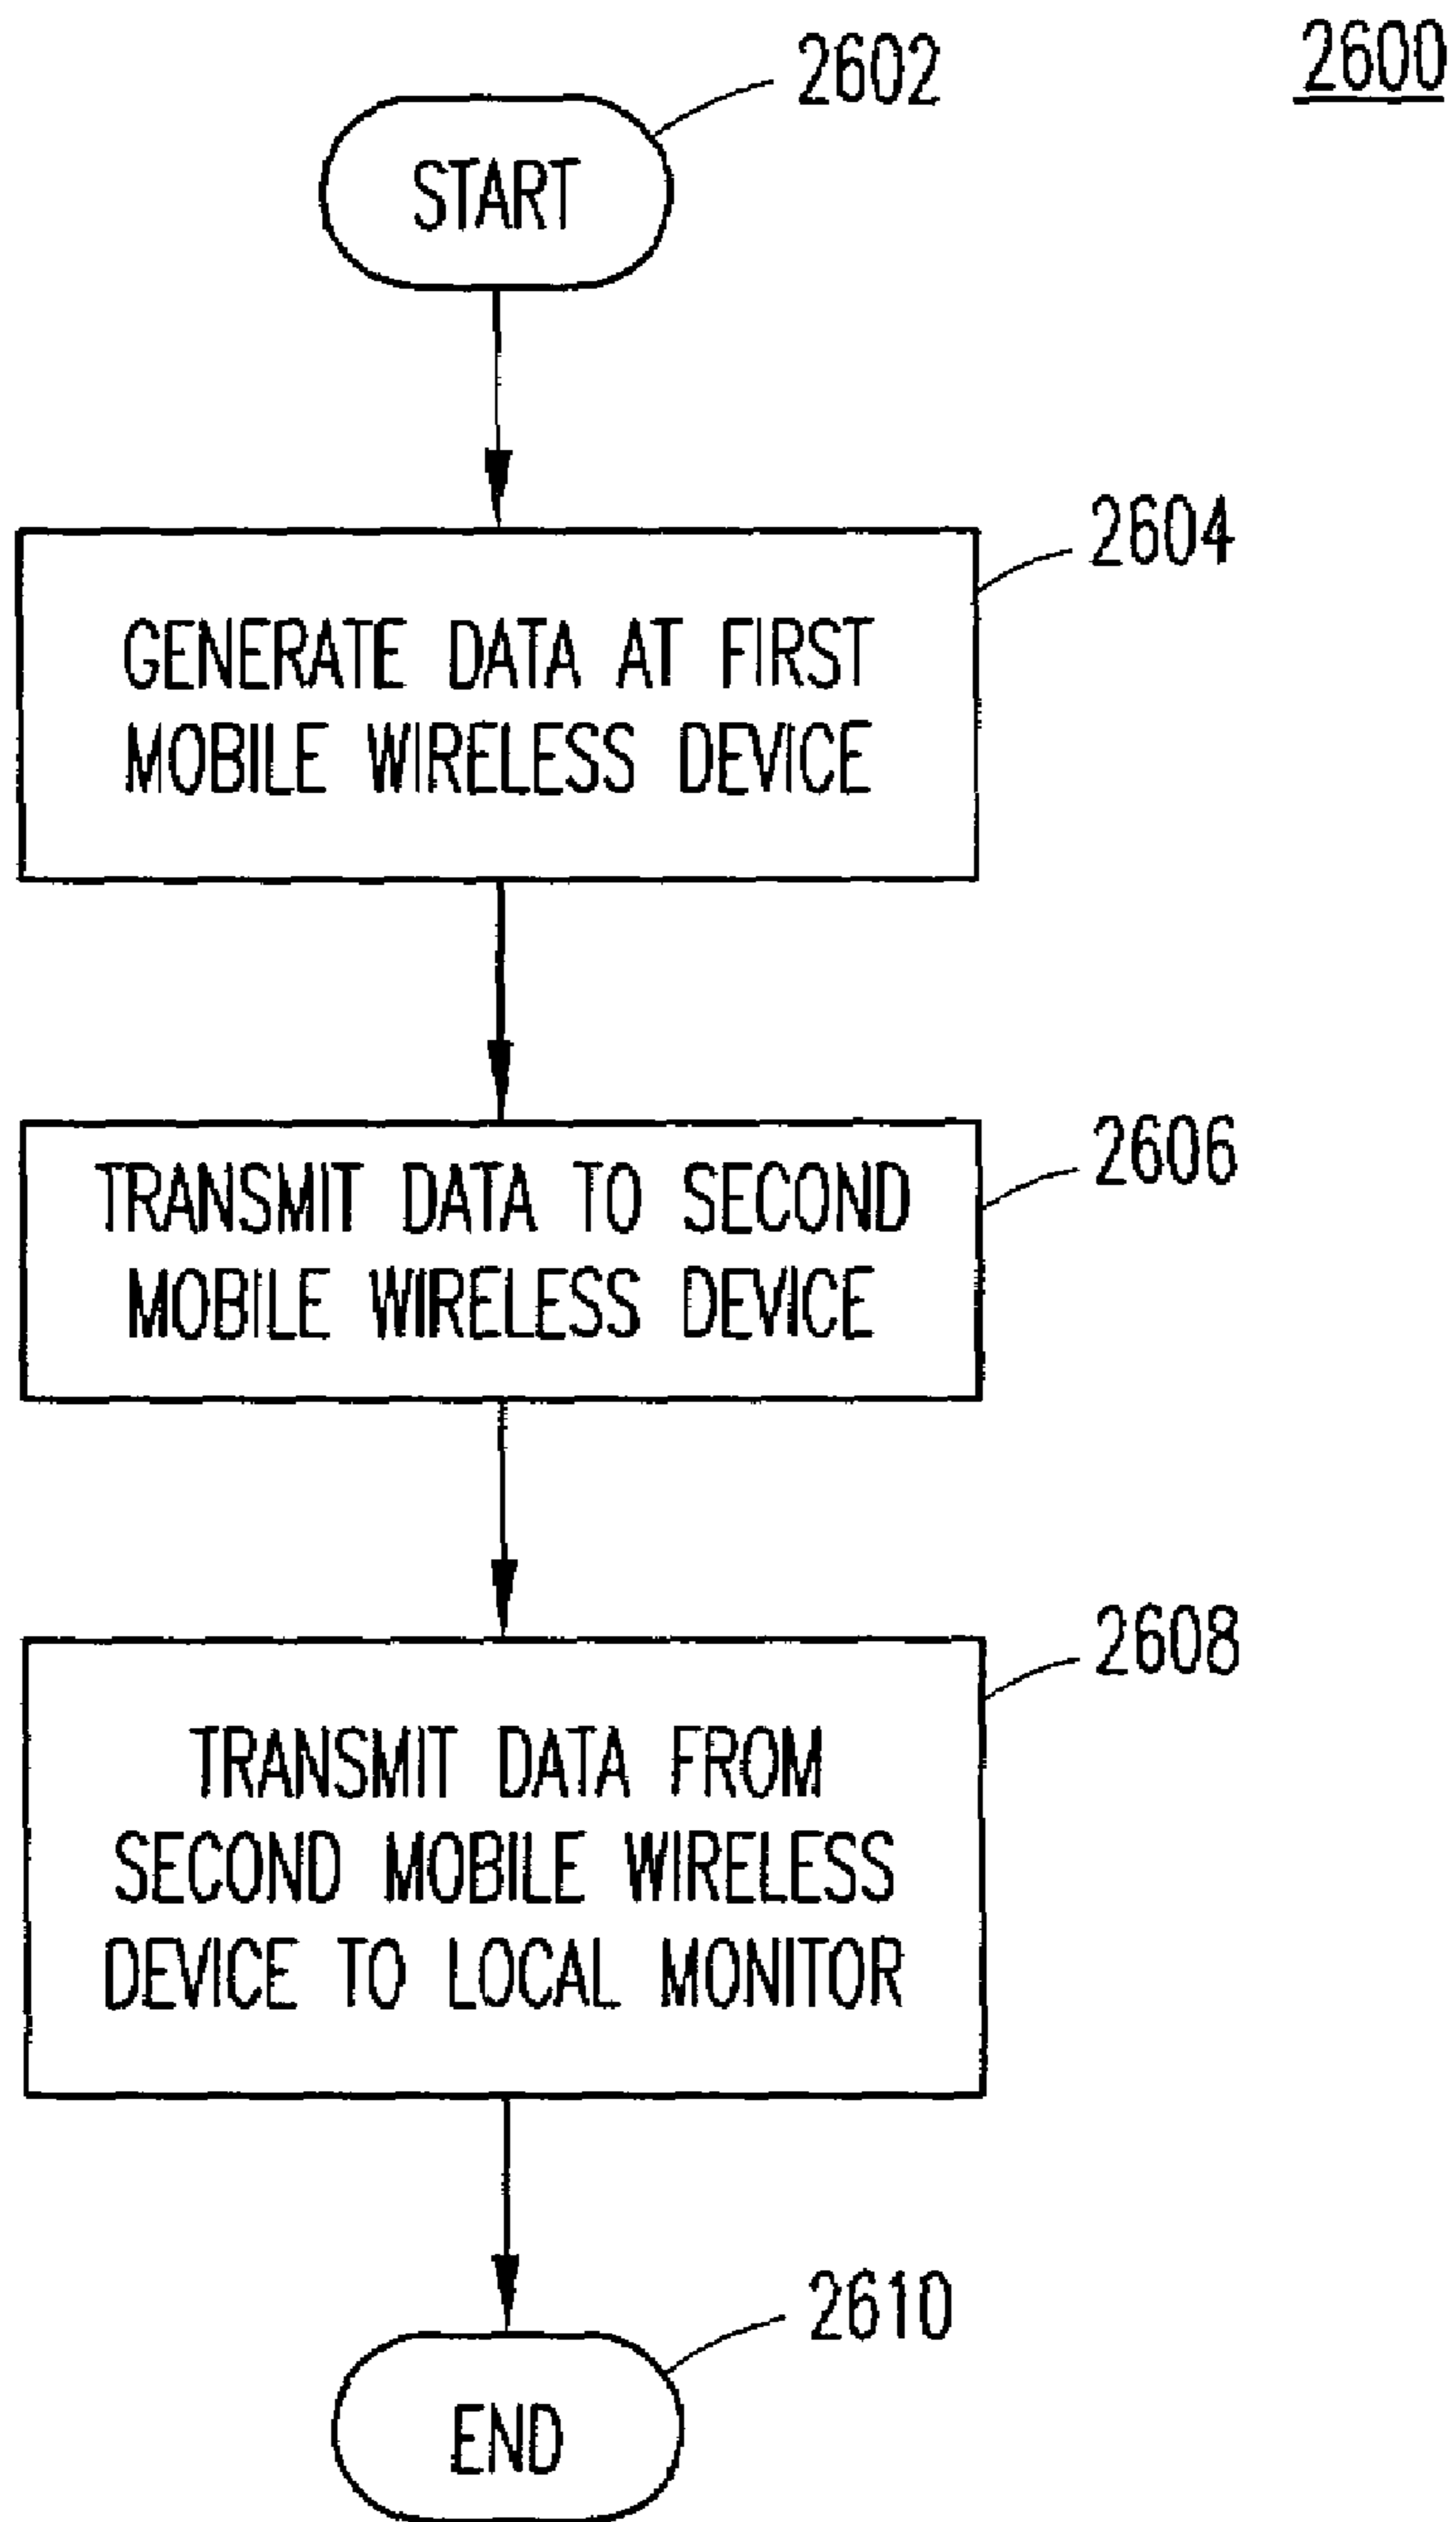 2600
2602
START
2604
GENERATE DATA AT FIRST
MOBILE WIRELESS DEVICE
2606
TRANSMIT DATA TO SECOND
MOBILE WIRELESS DEVICE
2608
TRANSMIT DATA FROM
SECOND MOBILE WIRELESS
DEVICE TO LOCAL MONITOR
2610
END